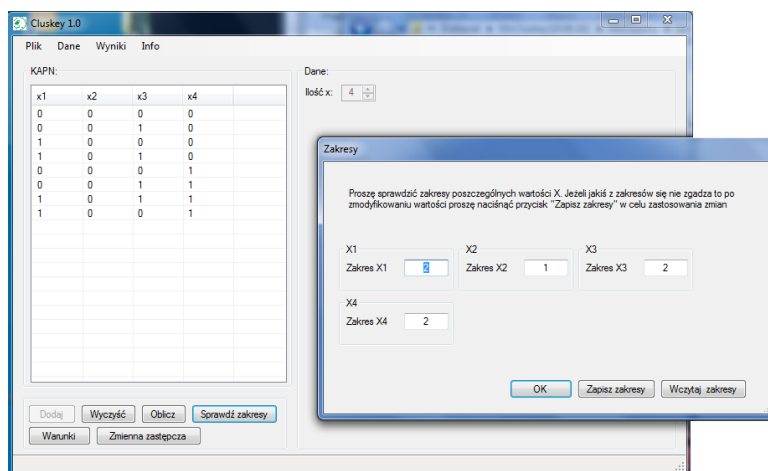 Cluskey 1.0
Plik Dane Wyniki Info
KAPN:
x1 x2 x3 x4
0 0 0 0
0 0 1 0
1 0 0 0
1 0 1 0
0 0 0 1
0 0 1 1
1 0 1 1
1 0 0 1
Dodaj Wyczyść Oblicz Sprawdź zakresy
Warunki Zmienna zastępcza
Dane:
Ilość x: 4
Zakresy
Proszę sprawdzić zakresy poszczególnych wartości X. Jeżeli jakiś z zakresów się nie zgadza to po
zmodyfikowaniu wartości proszę nacisnąć przycisk "Zapisz zakresy" w celu zastosowania zmian
X1 X2 X3
Zakres X1 2 Zakres X2 1 Zakres X3 2
X4
Zakres X4 2
OK Zapisz zakresy Wczytaj zakresy